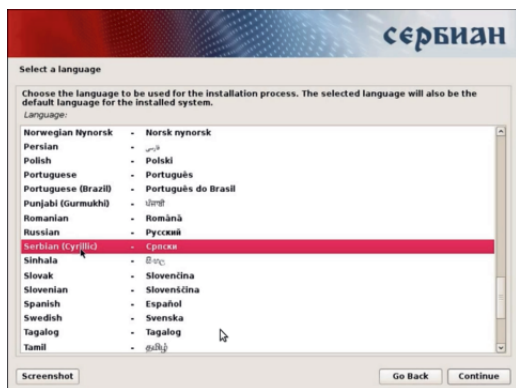 сербиан
Select a language
Choose the language to be used for the installation process. The selected language will also be the
default language for the installed system.
Language:
Norwegian Nynorsk - Norsk nynorsk
Persian - فارسی
Polish - Polski
Portuguese - Português
Portuguese (Brazil) - Português do Brasil
Punjabi (Gurmukhi) - ਪੰਜਾਬੀ
Romanian - Română
Russian - Русский
Serbian (Cyrillic) - Српски
Sinhala - සිංහල
Slovak - Slovenčina
Slovenian - Slovenščina
Spanish - Español
Swedish - Svenska
Tagalog - Tagalog
Tamil - தமிழ்
Screenshot Go Back Continue